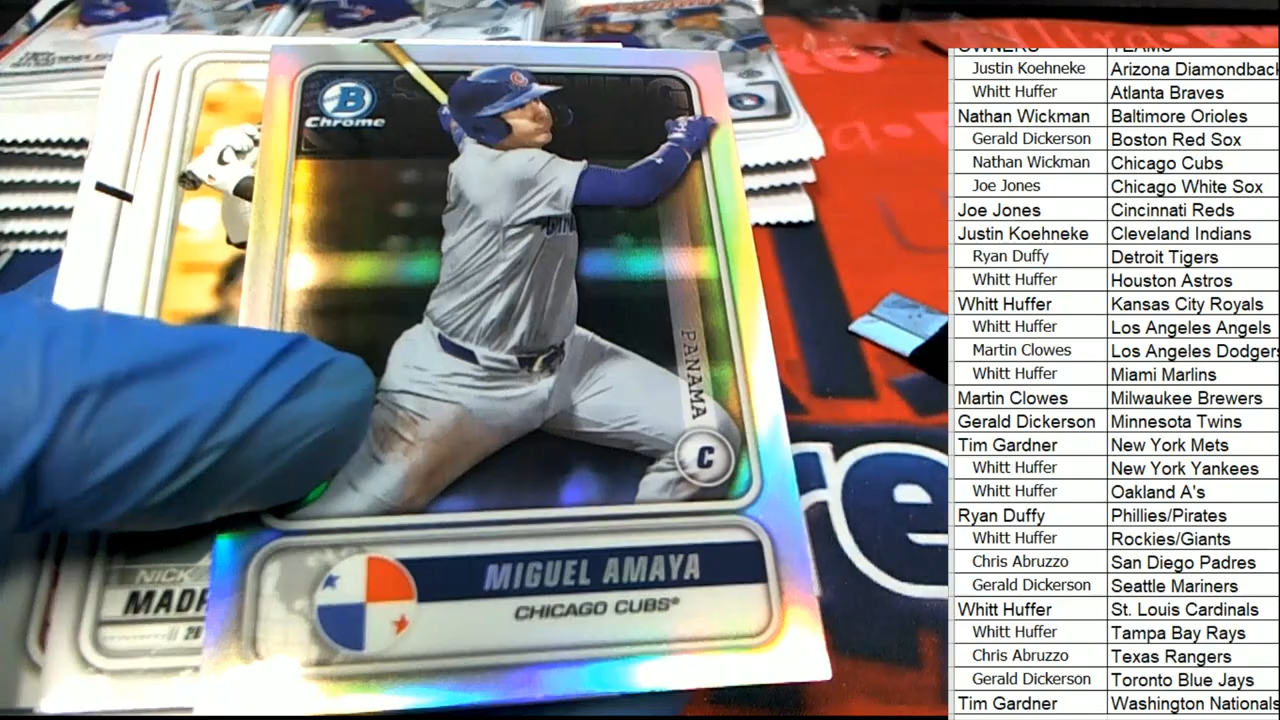 B
Chrome
PANAMA
C
MIGUEL AMAYA
CHICAGO CUBS®
NICK
MADR
20
re
OWNERS TEAMS
Justin Koehneke Arizona Diamondback
Whitt Huffer Atlanta Braves
Nathan Wickman Baltimore Orioles
Gerald Dickerson Boston Red Sox
Nathan Wickman Chicago Cubs
Joe Jones Chicago White Sox
Joe Jones Cincinnati Reds
Justin Koehneke Cleveland Indians
Ryan Duffy Detroit Tigers
Whitt Huffer Houston Astros
Whitt Huffer Kansas City Royals
Whitt Huffer Los Angeles Angels
Martin Clowes Los Angeles Dodgers
Whitt Huffer Miami Marlins
Martin Clowes Milwaukee Brewers
Gerald Dickerson Minnesota Twins
Tim Gardner New York Mets
Whitt Huffer New York Yankees
Whitt Huffer Oakland A's
Ryan Duffy Phillies/Pirates
Whitt Huffer Rockies/Giants
Chris Abruzzo San Diego Padres
Gerald Dickerson Seattle Mariners
Whitt Huffer St. Louis Cardinals
Whitt Huffer Tampa Bay Rays
Chris Abruzzo Texas Rangers
Gerald Dickerson Toronto Blue Jays
Tim Gardner Washington Nationals